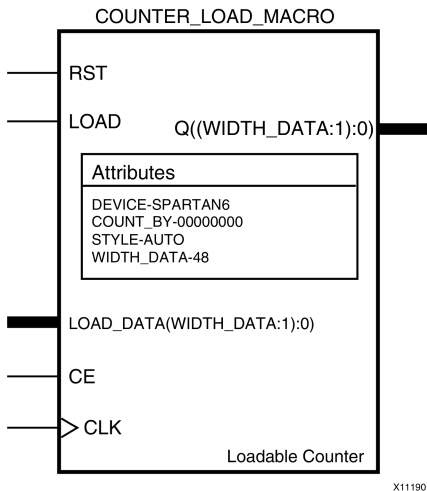 COUNTER_LOAD_MACRO
RST
LOAD
Q((WIDTH_DATA:1):0)
Attributes
DEVICE-SPARTAN6
COUNT_BY-00000000
STYLE-AUTO
WIDTH_DATA-48
LOAD_DATA(WIDTH_DATA:1):0)
CE
CLK
Loadable Counter
X11190